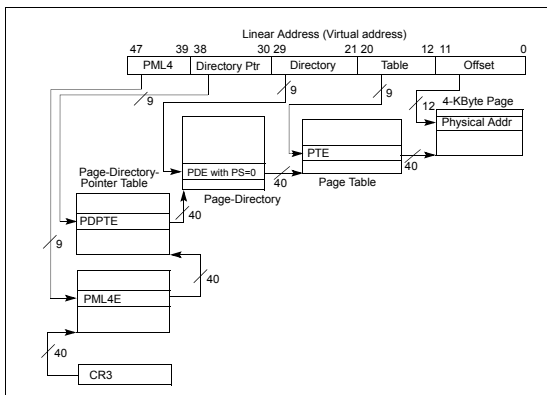 Linear Address (Virtual address)
47 39 38 30 29 21 20 12 11 0
PML4 Directory Ptr Directory Table Offset
9 9 9 12 4-KByte Page
Physical Addr
PTE
PDE with PS=0 40 40
Page-Directory-
Pointer Table
Page Table
Page-Directory
40
PDPTE
9
40
PML4E
40
CR3